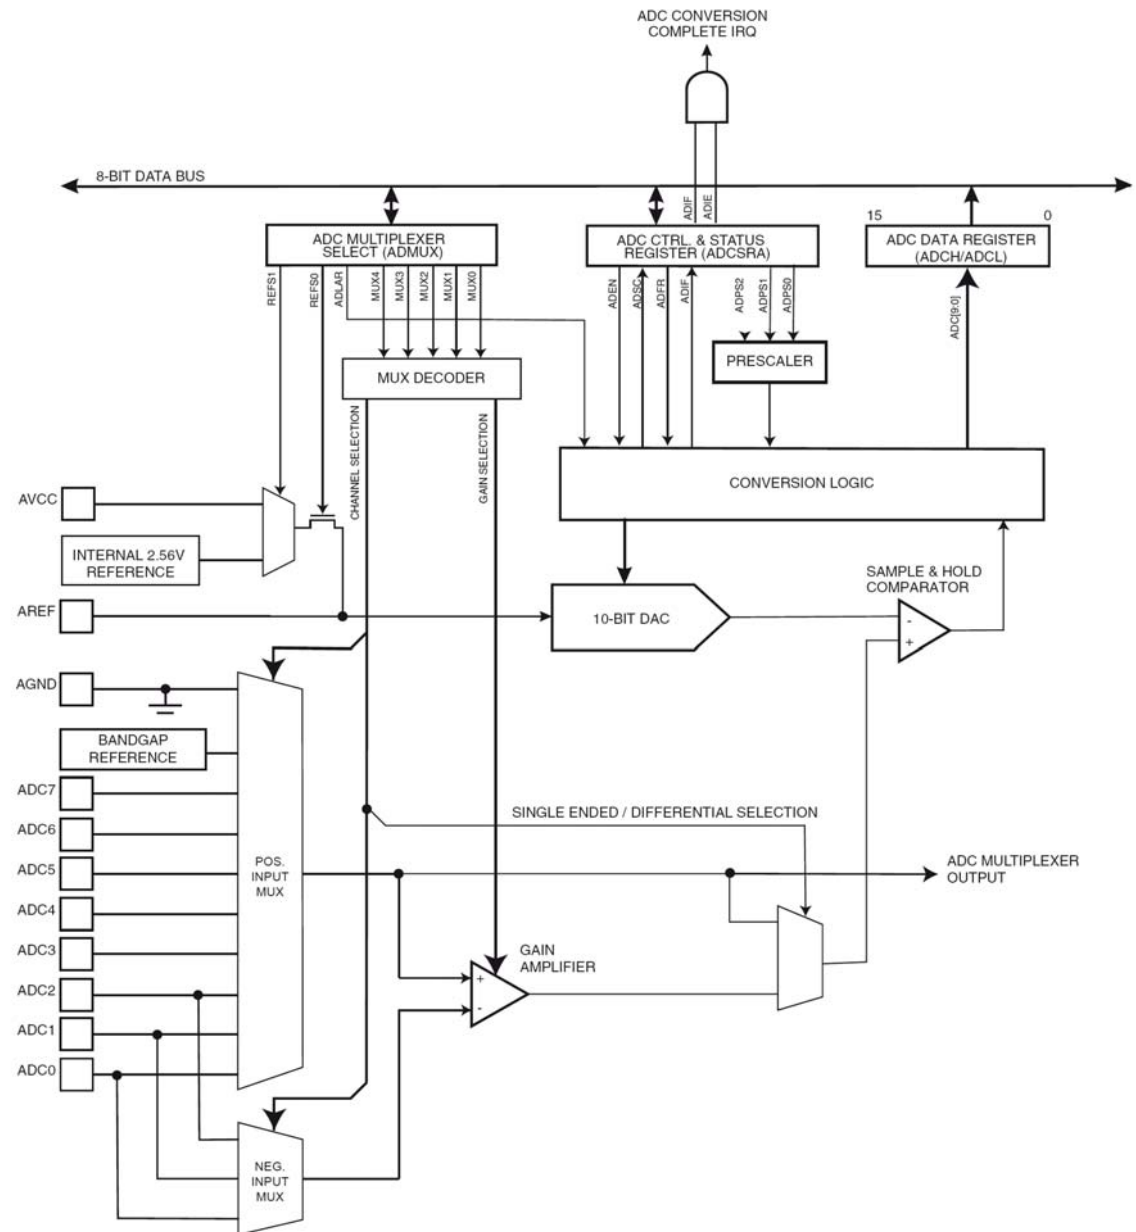 ADC CONVERSION
COMPLETE IRQ
8-BIT DATA BUS
ADIF
ADIE
15
0
ADC MULTIPLEXER
SELECT (ADMUX)
ADC CTRL. & STATUS
REGISTER (ADCSRA)
ADC DATA REGISTER
(ADCH/ADCL)
REFS1
REFS0
ADLAR
MUX4
MUX3
MUX2
MUX1
MUX0
ADEN
ADSC
ADFR
ADIF
ADPS2
ADPS1
ADPS0
ADC[9:0]
MUX DECODER
PRESCALER
CHANNEL SELECTION
GAIN SELECTION
CONVERSION LOGIC
AVCC
INTERNAL 2.56V
REFERENCE
SAMPLE & HOLD
COMPARATOR
AREF
10-BIT DAC
-
+
AGND
BANDGAP
REFERENCE
ADC7
SINGLE ENDED / DIFFERENTIAL SELECTION
ADC6
ADC5
POS.
INPUT
MUX
ADC MULTIPLEXER
OUTPUT
ADC4
ADC3
GAIN
AMPLIFIER
+
-
ADC2
ADC1
ADC0
NEG.
INPUT
MUX